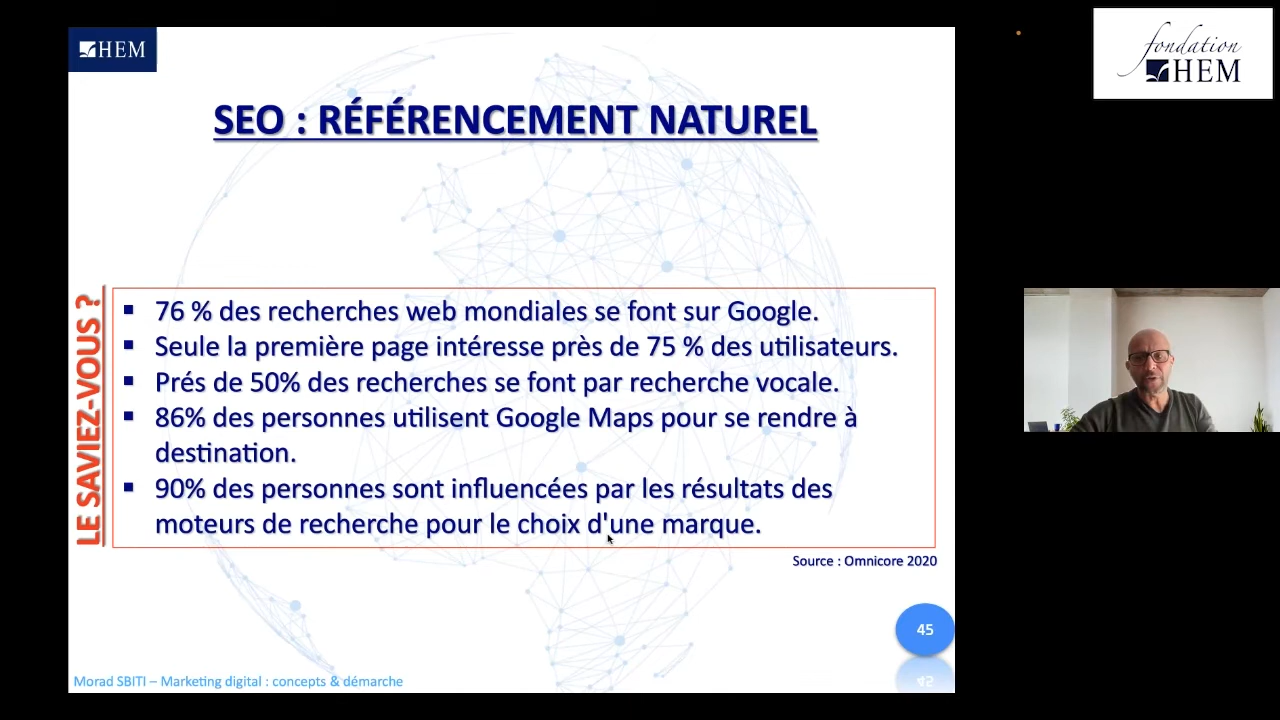 HEM
fondation
HEM
SEO : RÉFÉRENCEMENT NATUREL
LE SAVIEZ-VOUS ?
76 % des recherches web mondiales se font sur Google.
Seule la première page intéresse près de 75 % des utilisateurs.
Prés de 50% des recherches se font par recherche vocale.
86% des personnes utilisent Google Maps pour se rendre à
destination.
90% des personnes sont influencées par les résultats des
moteurs de recherche pour le choix d'une marque.
Source : Omnicore 2020
45
Morad SBITI – Marketing digital : concepts & démarche